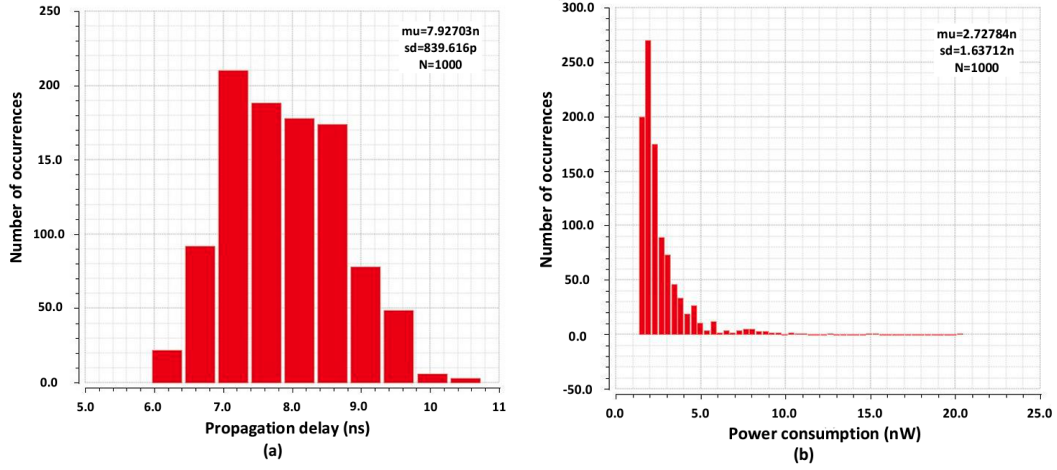 250
200
15.0
100.0
50.0
0.0
Number of occurrences
mu=7.92703n
sd=839.616p
N=1000
5.0 6.0 7.0 8.0 9.0 10 11
Propagation delay (ns)
(a)
300.0
250.0
200.0
150.0
100.0
50.0
0.0
-50.0
Number of occurrences
mu=2.72784n
sd=1.63712n
N=1000
0.0 5.0 10.0 15.0 20.0 25.0
Power consumption (nW)
(b)